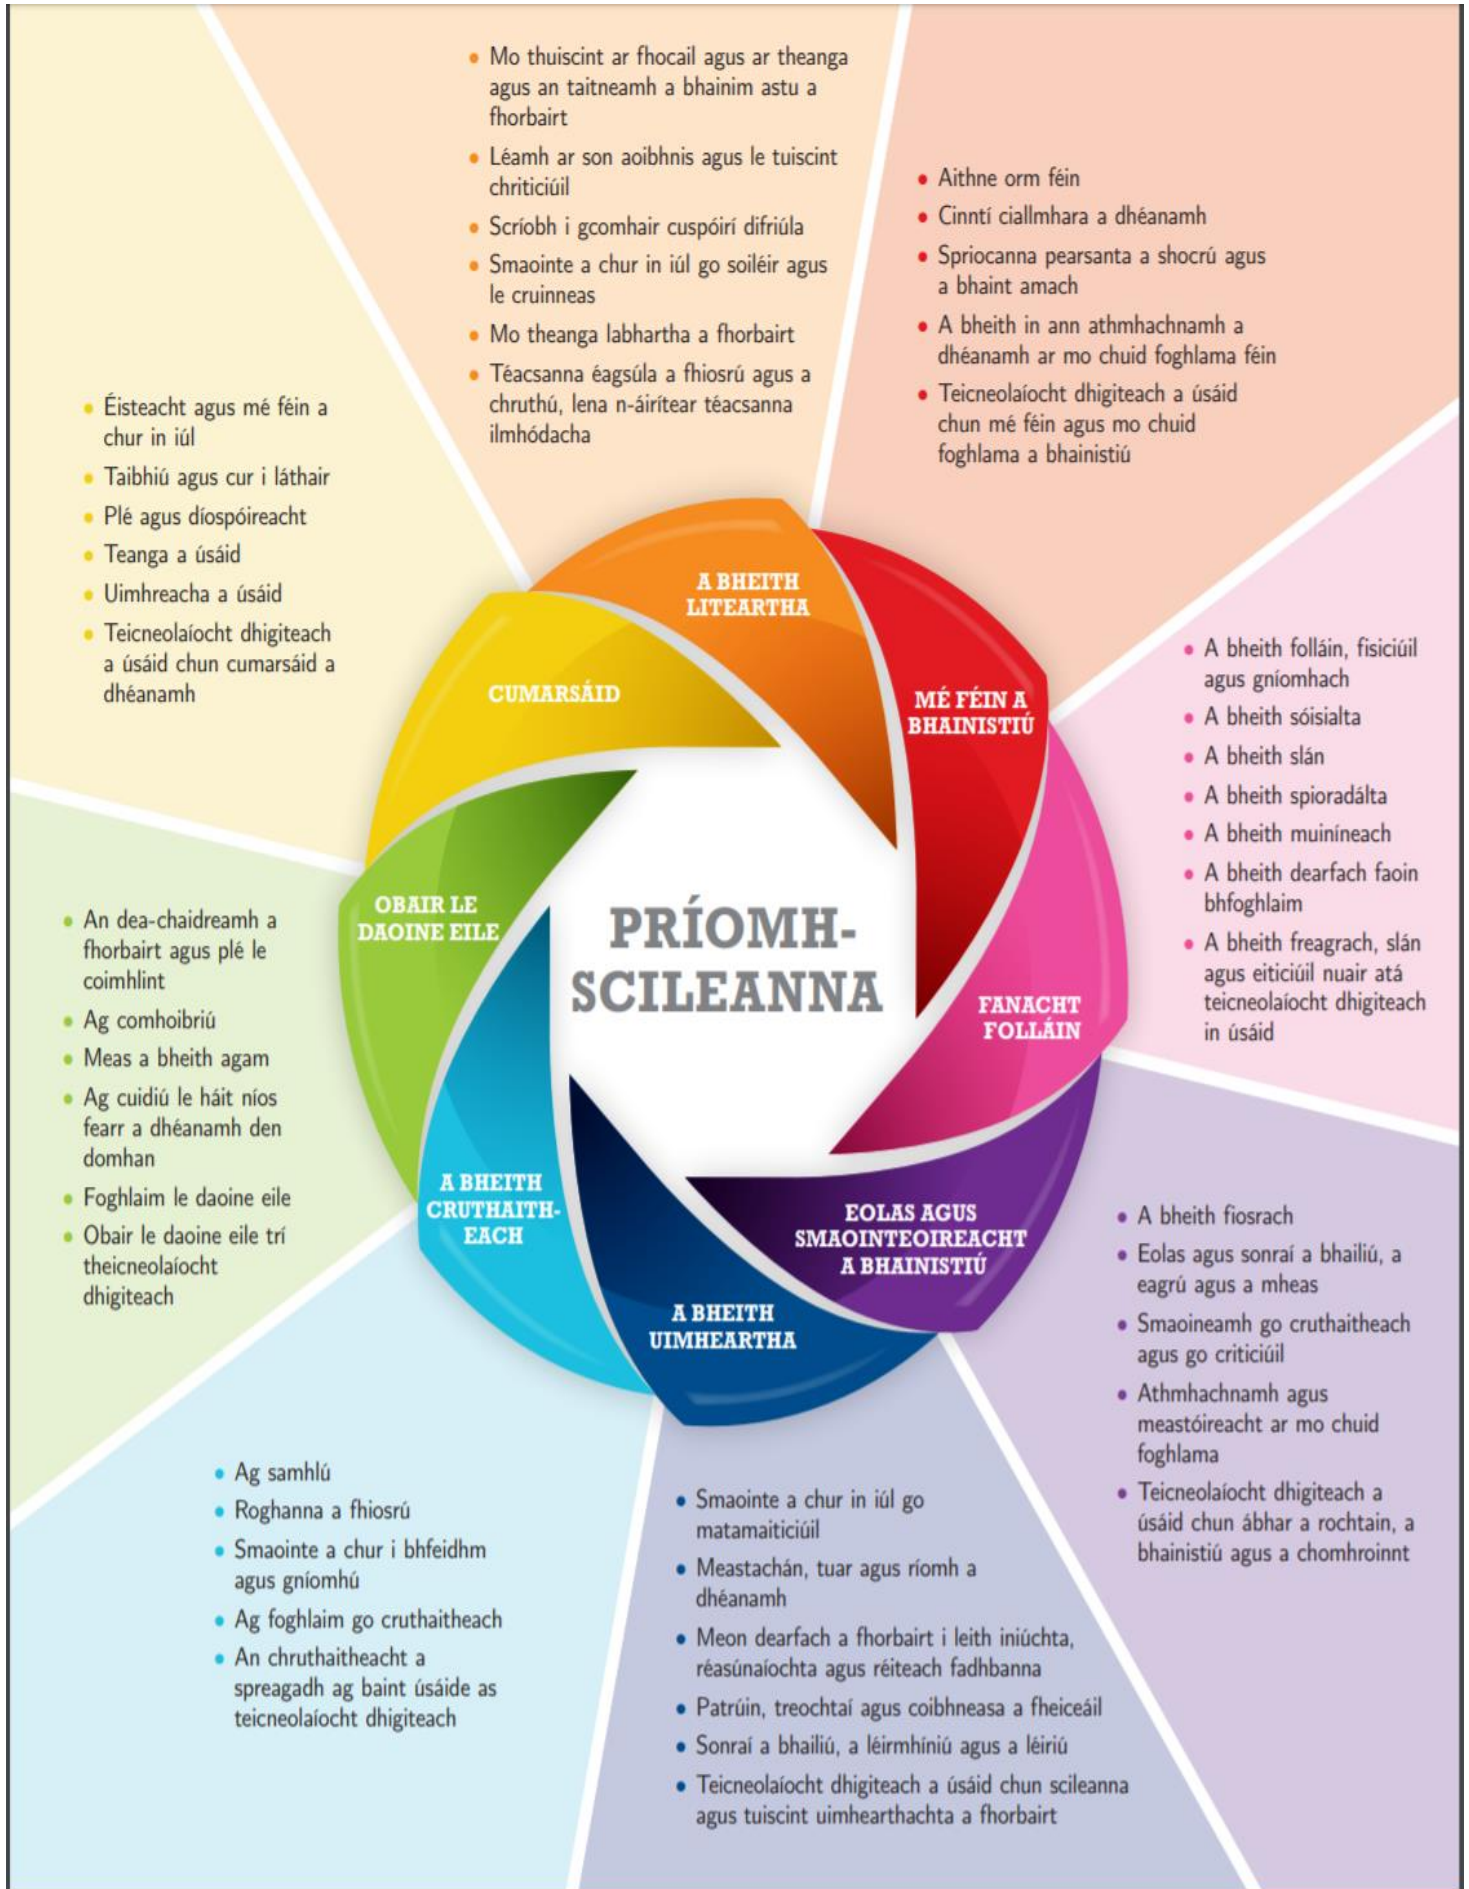 • Mo thuiscint ar fhocail agus ar theanga
agus an taitneamh a bhainim astu a
fhorbairt
• Léamh ar son aoibhnis agus le tuiscint
chriticiúil
• Scríobh i gcomhair cuspóirí difriúla
• Smaointe a chur in iúl go soiléir agus
le cruinneas
• Mo theanga labhartha a fhorbairt
• Téacsanna éagsúla a fhiosrú agus a
chruthú, lena n-áirítear téacsanna
ilmhódacha
• Aithne orm féin
• Cinntí ciallmhara a dhéanamh
• Spriocanna pearsanta a shocrú agus
a bhaint amach
• A bheith in ann athmhachnamh a
dhéanamh ar mo chuid foghlama féin
• Teicneolaíocht dhigiteach a úsáid
chun mé féin agus mo chuid
foghlama a bhainistiú
• Éisteacht agus mé féin a
chur in iúl
• Taibhiú agus cur i láthair
• Plé agus díospóireacht
• Teanga a úsáid
• Uimhreacha a úsáid
• Teicneolaíocht dhigiteach
a úsáid chun cumarsáid a
dhéanamh
• A bheith folláin, fisiciúil
agus gníomhach
• A bheith sóisialta
• A bheith slán
• A bheith spioradálta
• A bheith muiníneach
• A bheith dearfach faoin
bhfoghlaim
• A bheith freagrach, slán
agus eiticiúil nuair atá
teicneolaíocht dhigiteach
in úsáid
A BHEITH
LITEARTHA
CUMARSÁID
MÉ FÉIN A
BHAINISTIÚ
OBAIR LE
DAOINE EILE
PRÍOMH-
SCILEANNA
FANACHT
FOLLÁIN
A BHEITH
CRUTHAITH-
EACH
EOLAS AGUS
SMAOINTEOIREACHT
A BHAINISTIÚ
A BHEITH
UIMHEARTHA
• An dea-chaidreamh a
fhorbairt agus plé le
coimhlint
• Ag comhoibriú
• Meas a bheith agam
• Ag cuidiú le háit níos
fearr a dhéanamh den
domhan
• Foghlaim le daoine eile
• Obair le daoine eile trí
theicneolaíocht
dhigiteach
• A bheith fiosrach
• Eolas agus sonraí a bhailiú, a
eagrú agus a mheas
• Smaoineamh go cruthaitheach
agus go criticiúil
• Athmhachnamh agus
meastóireacht ar mo chuid
foghlama
• Teicneolaíocht dhigiteach a
úsáid chun ábhar a rochtain, a
bhainistiú agus a chomhroinnt
• Ag samhlú
• Roghanna a fhiosrú
• Smaointe a chur i bhfeidhm
agus gníomhú
• Ag foghlaim go cruthaitheach
• An chruthaitheacht a
spreagadh ag baint úsáide as
teicneolaíocht dhigiteach
• Smaointe a chur in iúl go
matamaiticiúil
• Meastachán, tuar agus ríomh a
dhéanamh
• Meon dearfach a fhorbairt i leith iniúchta,
réasúnaíochta agus réiteach fadhbanna
• Patrúin, treochtaí agus coibhneasa a fheiceáil
• Sonraí a bhailiú, a léirmhíniú agus a léiriú
• Teicneolaíocht dhigiteach a úsáid chun scileanna
agus tuiscint uimhearthachta a fhorbairt